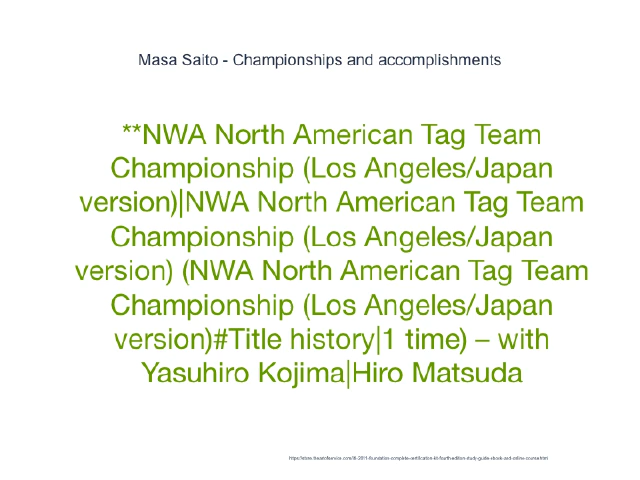 Masa Saito - Championships and accomplishments
**NWA North American Tag Team
Championship (Los Angeles/Japan
version)|NWA North American Tag Team
Championship (Los Angeles/Japan
version) (NWA North American Tag Team
Championship (Los Angeles/Japan
version)#Title history|1 time) – with
Yasuhiro Kojima|Hiro Matsuda